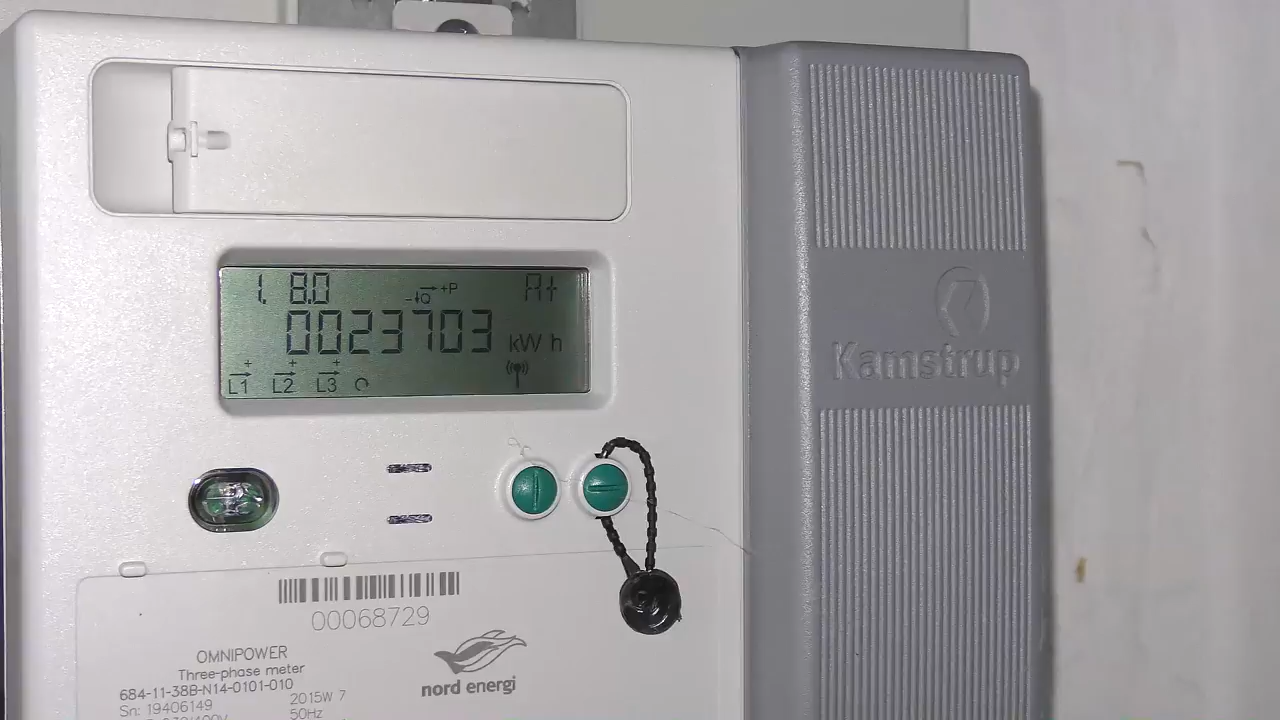 1. 8.0 A+
→+P
-↓Q
0023703 kWh
L1 L2 L3
Kamstrup
00068729
OMNIPOWER
Three-phase meter
684-11-38B-N14-0101-010
Sn: 19406149 2015W 7
50Hz
nord energi